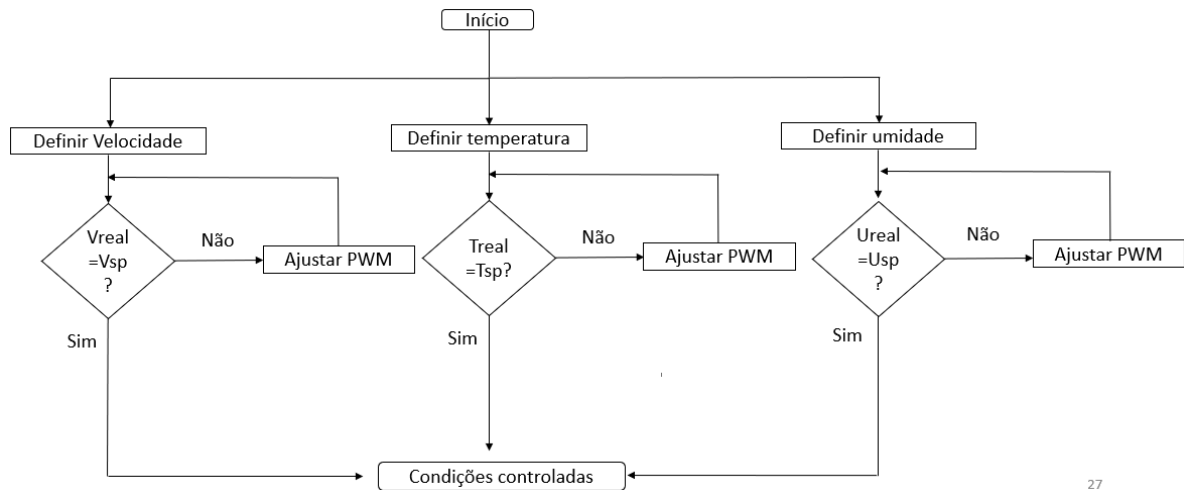 Início
Definir Velocidade
Definir temperatura
Definir umidade
Vreal
=Vsp
?
Não
Ajustar PWM
Sim
Treal
=Tsp?
Não
Ajustar PWM
Sim
Ureal
=Usp
?
Não
Ajustar PWM
Sim
Condições controladas
27